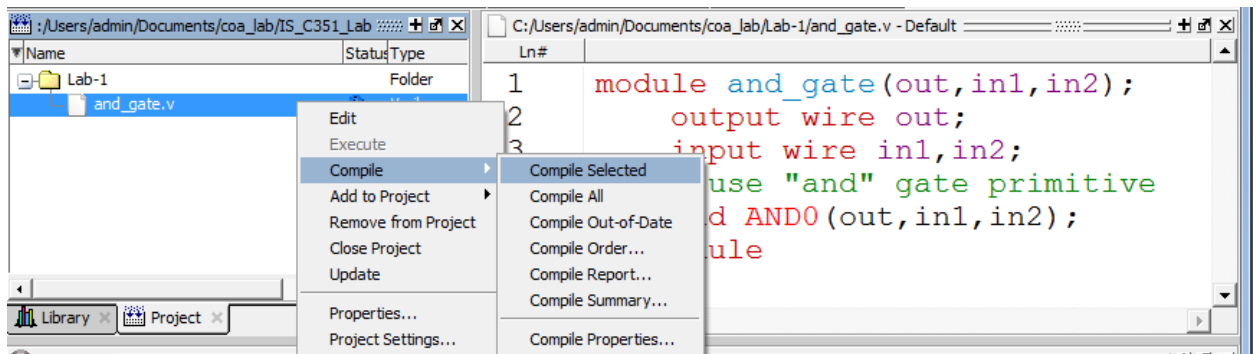 :/Users/admin/Documents/coa_lab/IS_C351_Lab
Name Status Type
Lab-1 Folder
and_gate.v
Edit
Execute
Compile
Add to Project
Remove from Project
Close Project
Update
Properties...
Project Settings...
Compile Selected
Compile All
Compile Out-of-Date
Compile Order...
Compile Report...
Compile Summary...
Compile Properties...
Library Project
C:/Users/admin/Documents/coa_lab/Lab-1/and_gate.v - Default
Ln#
1 module and_gate(out,in1,in2);
2 output wire out;
3 input wire in1,in2;
use "and" gate primitive
d AND0(out,in1,in2);
ule